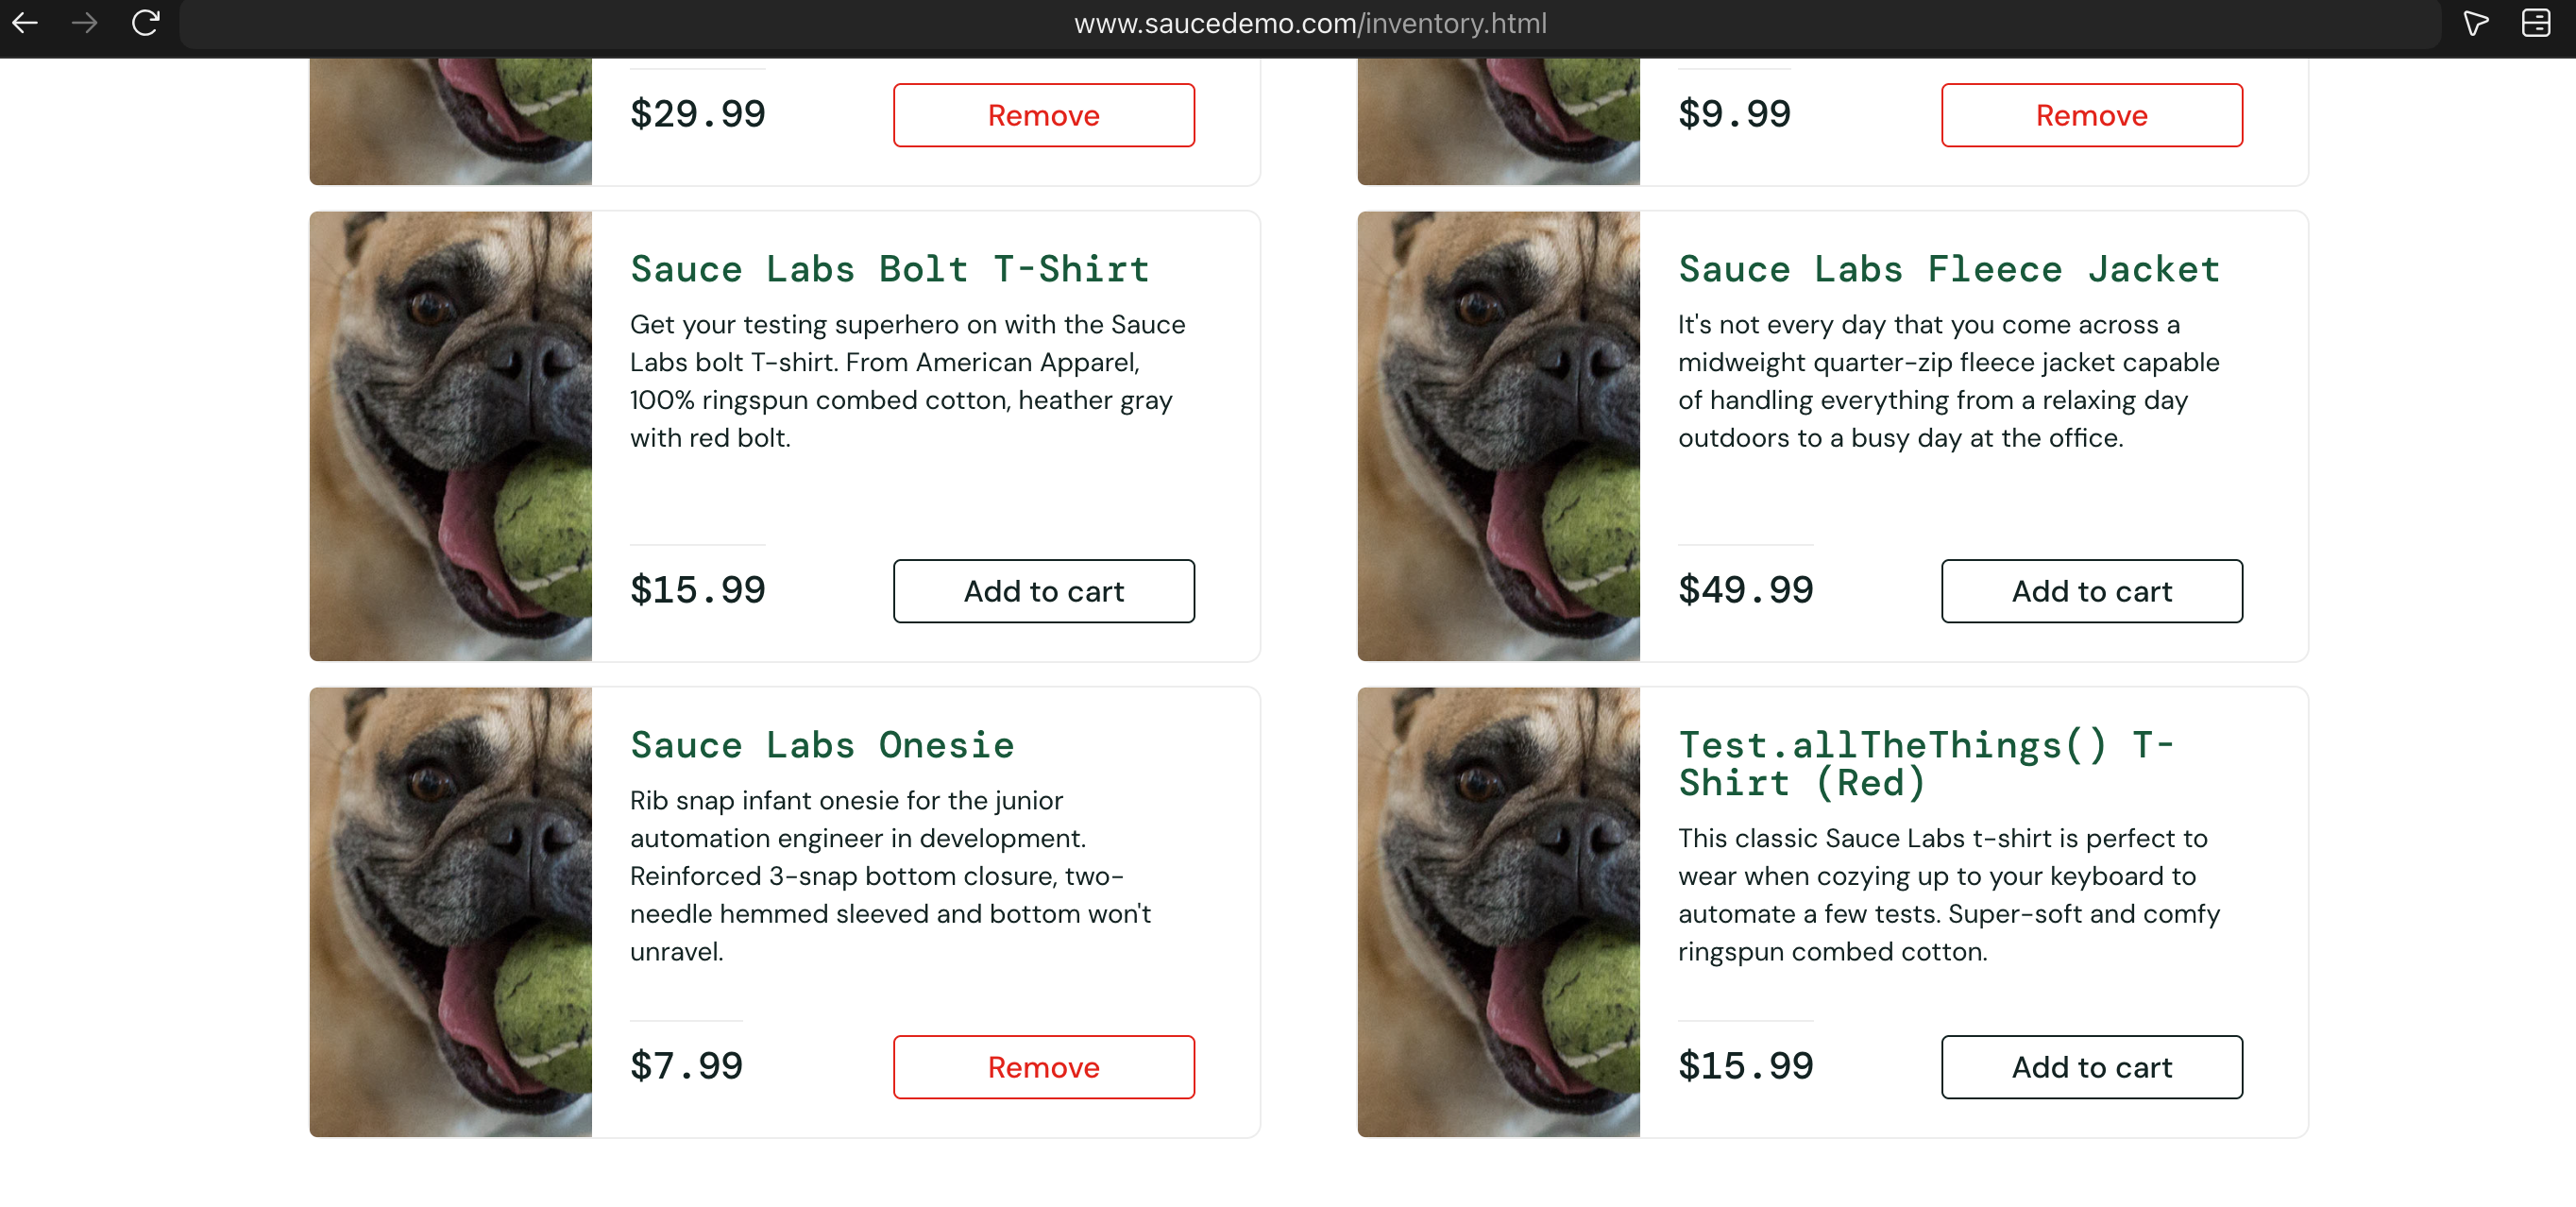 www.saucedemo.com/inventory.html
$29.99
Remove
$9.99
Remove
Sauce Labs Bolt T-Shirt
Get your testing superhero on with the Sauce
Labs bolt T-shirt. From American Apparel,
100% ringspun combed cotton, heather gray
with red bolt.
$15.99
Add to cart
Sauce Labs Fleece Jacket
It's not every day that you come across a
midweight quarter-zip fleece jacket capable
of handling everything from a relaxing day
outdoors to a busy day at the office.
$49.99
Add to cart
Sauce Labs Onesie
Rib snap infant onesie for the junior
automation engineer in development.
Reinforced 3-snap bottom closure, two-
needle hemmed sleeved and bottom won't
unravel.
$7.99
Remove
Test.allTheThings() T-
Shirt (Red)
This classic Sauce Labs t-shirt is perfect to
wear when cozying up to your keyboard to
automate a few tests. Super-soft and comfy
ringspun combed cotton.
$15.99
Add to cart